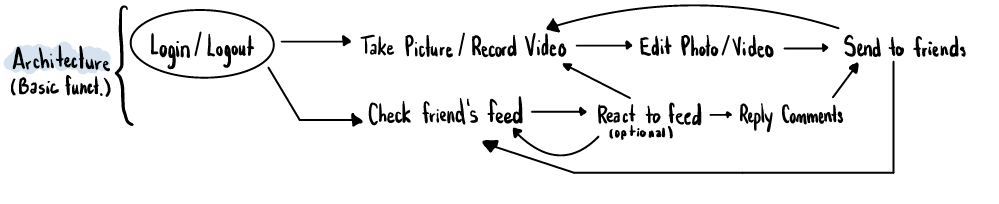 Architecture
(Basic funct.)
Login/Logout
Take Picture / Record Video
Edit Photo/Video
Send to friends
Check friend's feed
React to feed
(optional)
Reply Comments